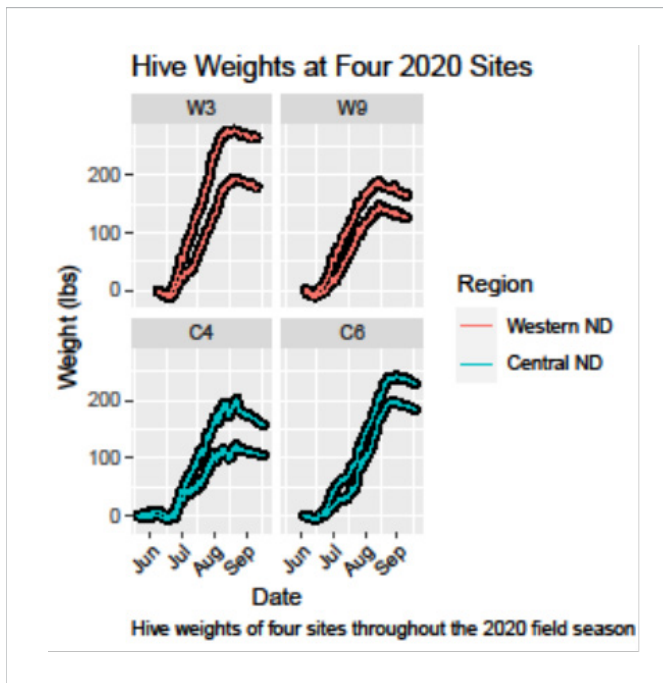 Hive Weights at Four 2020 Sites
W3
W9
200
100
0
C4
C6
200
100
0
Weight (lbs)
Jun Jul Aug Sep
Jun Jul Aug Sep
Date
Region
Western ND
Central ND
Hive weights of four sites throughout the 2020 field season